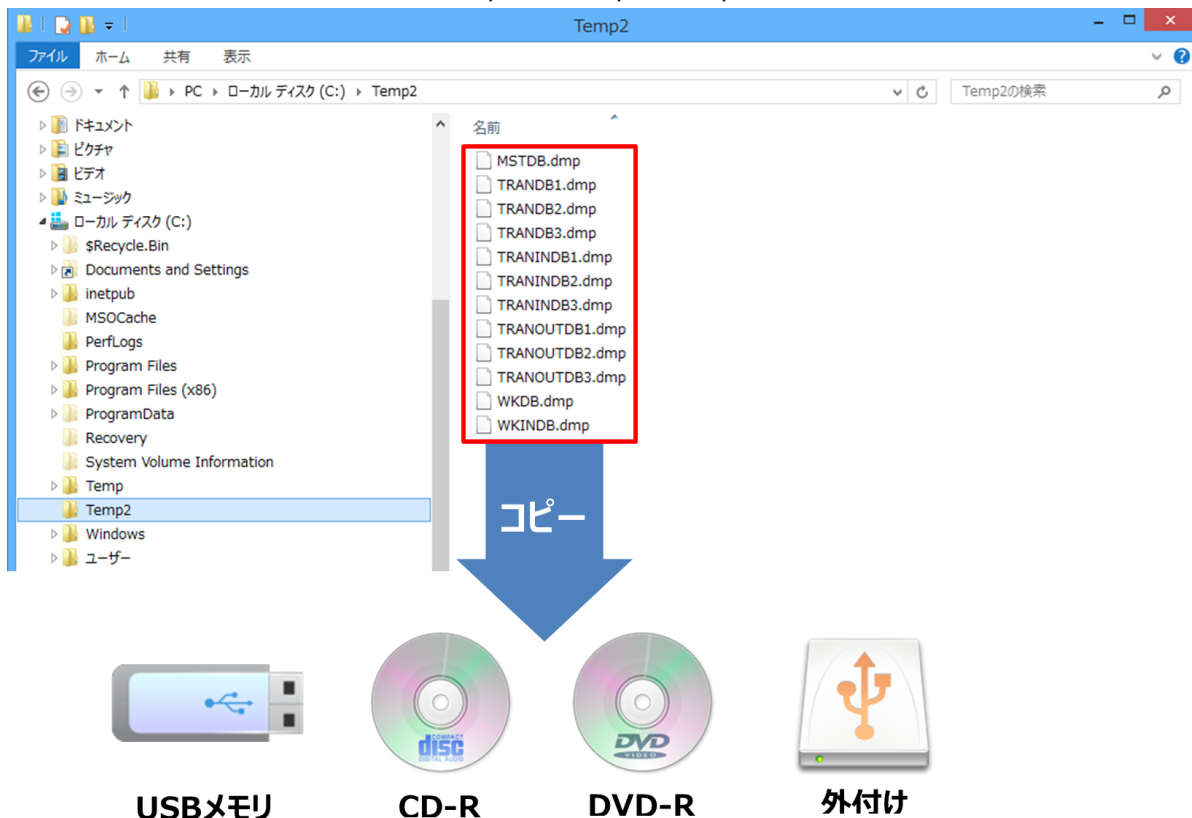 Temp2
ファイル ホーム 共有 表示
PC ローカル ディスク (C:) Temp2 Temp2の検索
ドキュメント
ピクチャ
ビデオ
ミュージック
ローカル ディスク (C:)
$Recycle.Bin
Documents and Settings
inetpub
MSOCache
PerfLogs
Program Files
Program Files (x86)
ProgramData
Recovery
System Volume Information
Temp
Temp2
Windows
ユーザー
名前
MSTDB.dmp
TRANDB1.dmp
TRANDB2.dmp
TRANDB3.dmp
TRANINDB1.dmp
TRANINDB2.dmp
TRANINDB3.dmp
TRANOUTDB1.dmp
TRANOUTDB2.dmp
TRANOUTDB3.dmp
WKDB.dmp
WKINDB.dmp
コピー
COMPACT
disc
DIGITAL AUDIO
DVD
VIDEO
USBメモリ CD-R DVD-R 外付け